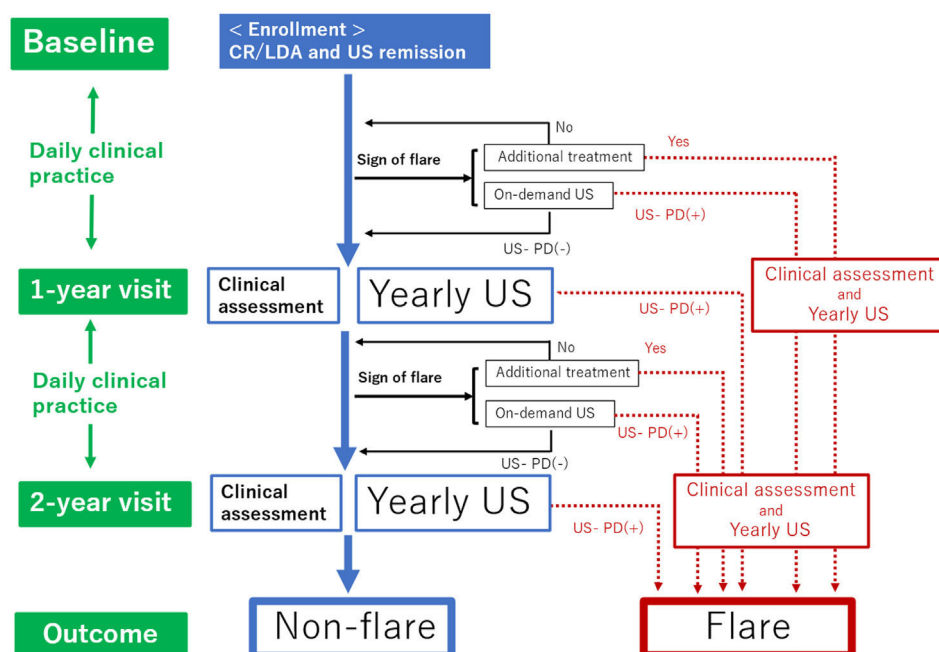 Baseline
< Enrollment >
CR/LDA and US remission
Daily clinical
practice
No
Sign of flare
Additional treatment
Yes
On-demand US
US- PD(+)
US- PD(-)
1-year visit
Clinical
assessment
Yearly US
US- PD(+)
Clinical assessment
and
Yearly US
Daily clinical
practice
No
Sign of flare
Additional treatment
Yes
On-demand US
US- PD(+)
US- PD(-)
2-year visit
Clinical
assessment
Yearly US
US- PD(+)
Clinical assessment
and
Yearly US
Outcome
Non-flare
Flare